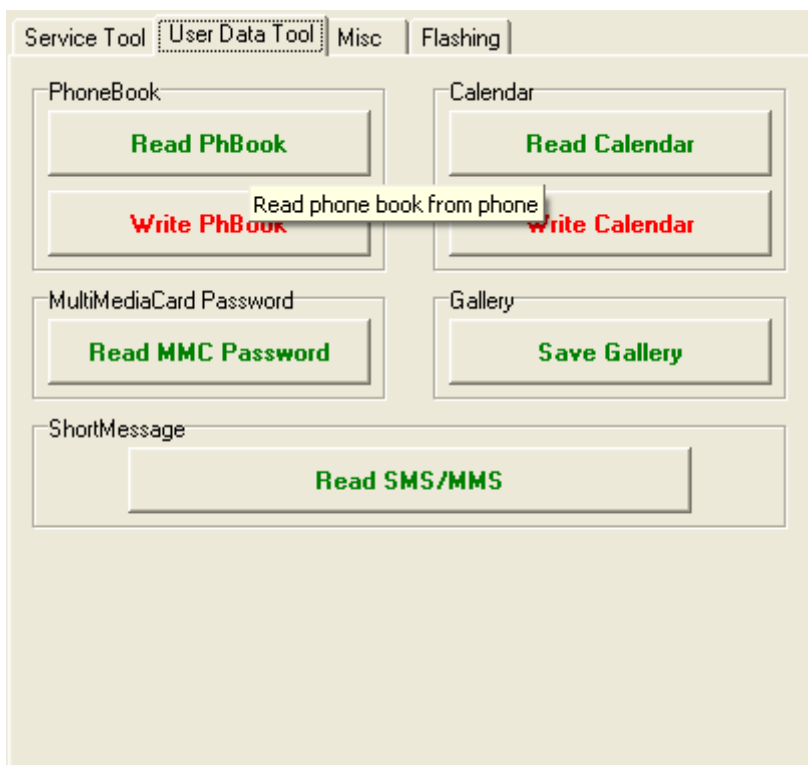 Service Tool User Data Tool Misc Flashing
PhoneBook
Read PhBook
Write PhBook
Read phone book from phone
Calendar
Read Calendar
Write Calendar
MultiMediaCard Password
Read MMC Password
Gallery
Save Gallery
ShortMessage
Read SMS/MMS